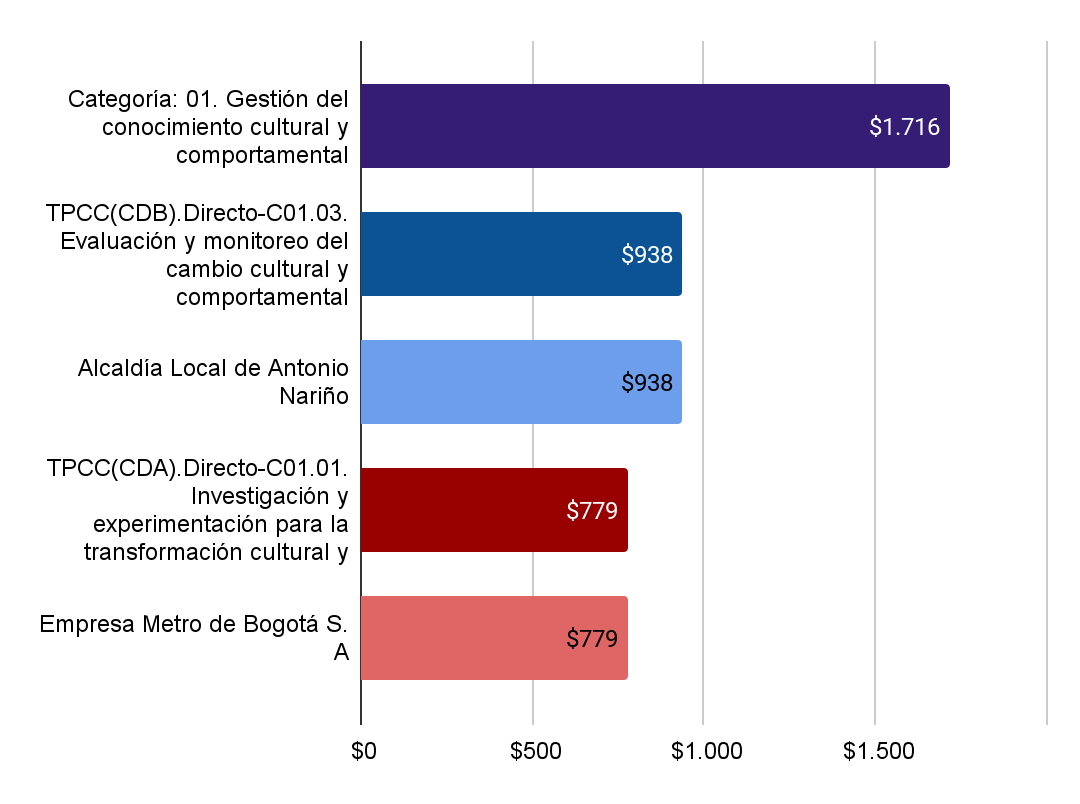 Categoría: 01. Gestión del
conocimiento cultural y
comportamental
$1.716
TPCC(CDB).Directo-C01.03.
Evaluación y monitoreo del
cambio cultural y
comportamental
$938
Alcaldía Local de Antonio
Nariño
$938
TPCC(CDA).Directo-C01.01.
Investigación y
experimentación para la
transformación cultural y
$779
Empresa Metro de Bogotá S.
A
$779
$0
$500
$1.000
$1.500